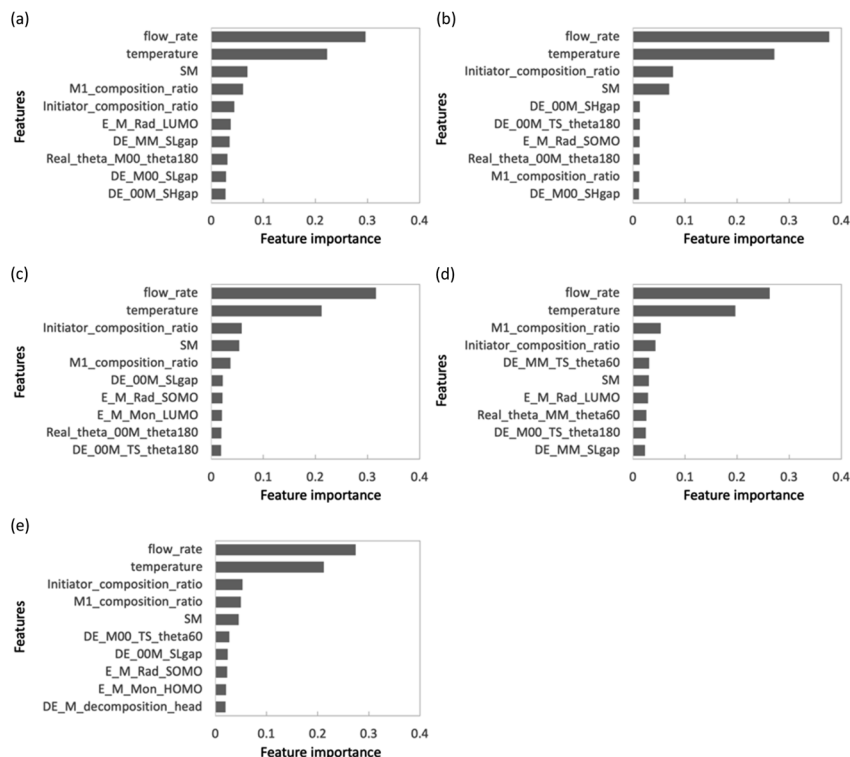 (a)
Features
flow_rate
temperature
SM
M1_composition_ratio
Initiator_composition_ratio
E_M_Rad_LUMO
DE_MM_SLgap
Real_theta_M00_theta180
DE_M00_SLgap
DE_00M_SHgap
0 0.1 0.2 0.3 0.4
Feature importance
(b)
Features
flow_rate
temperature
Initiator_composition_ratio
SM
DE_00M_SHgap
DE_00M_TS_theta180
E_M_Rad_SOMO
Real_theta_00M_theta180
M1_composition_ratio
DE_M00_SHgap
0 0.1 0.2 0.3 0.4
Feature importance
(c)
Features
flow_rate
temperature
Initiator_composition_ratio
SM
M1_composition_ratio
DE_00M_SLgap
E_M_Rad_SOMO
E_M_Mon_LUMO
Real_theta_00M_theta180
DE_00M_TS_theta180
0 0.1 0.2 0.3 0.4
Feature importance
(d)
Features
flow_rate
temperature
M1_composition_ratio
Initiator_composition_ratio
DE_MM_TS_theta60
SM
E_M_Rad_LUMO
Real_theta_MM_theta60
DE_M00_TS_theta180
DE_MM_SLgap
0 0.1 0.2 0.3 0.4
Feature importance
(e)
Features
flow_rate
temperature
Initiator_composition_ratio
M1_composition_ratio
SM
DE_M00_TS_theta60
DE_00M_SLgap
E_M_Rad_SOMO
E_M_Mon_HOMO
DE_M_decomposition_head
0 0.1 0.2 0.3 0.4
Feature importance